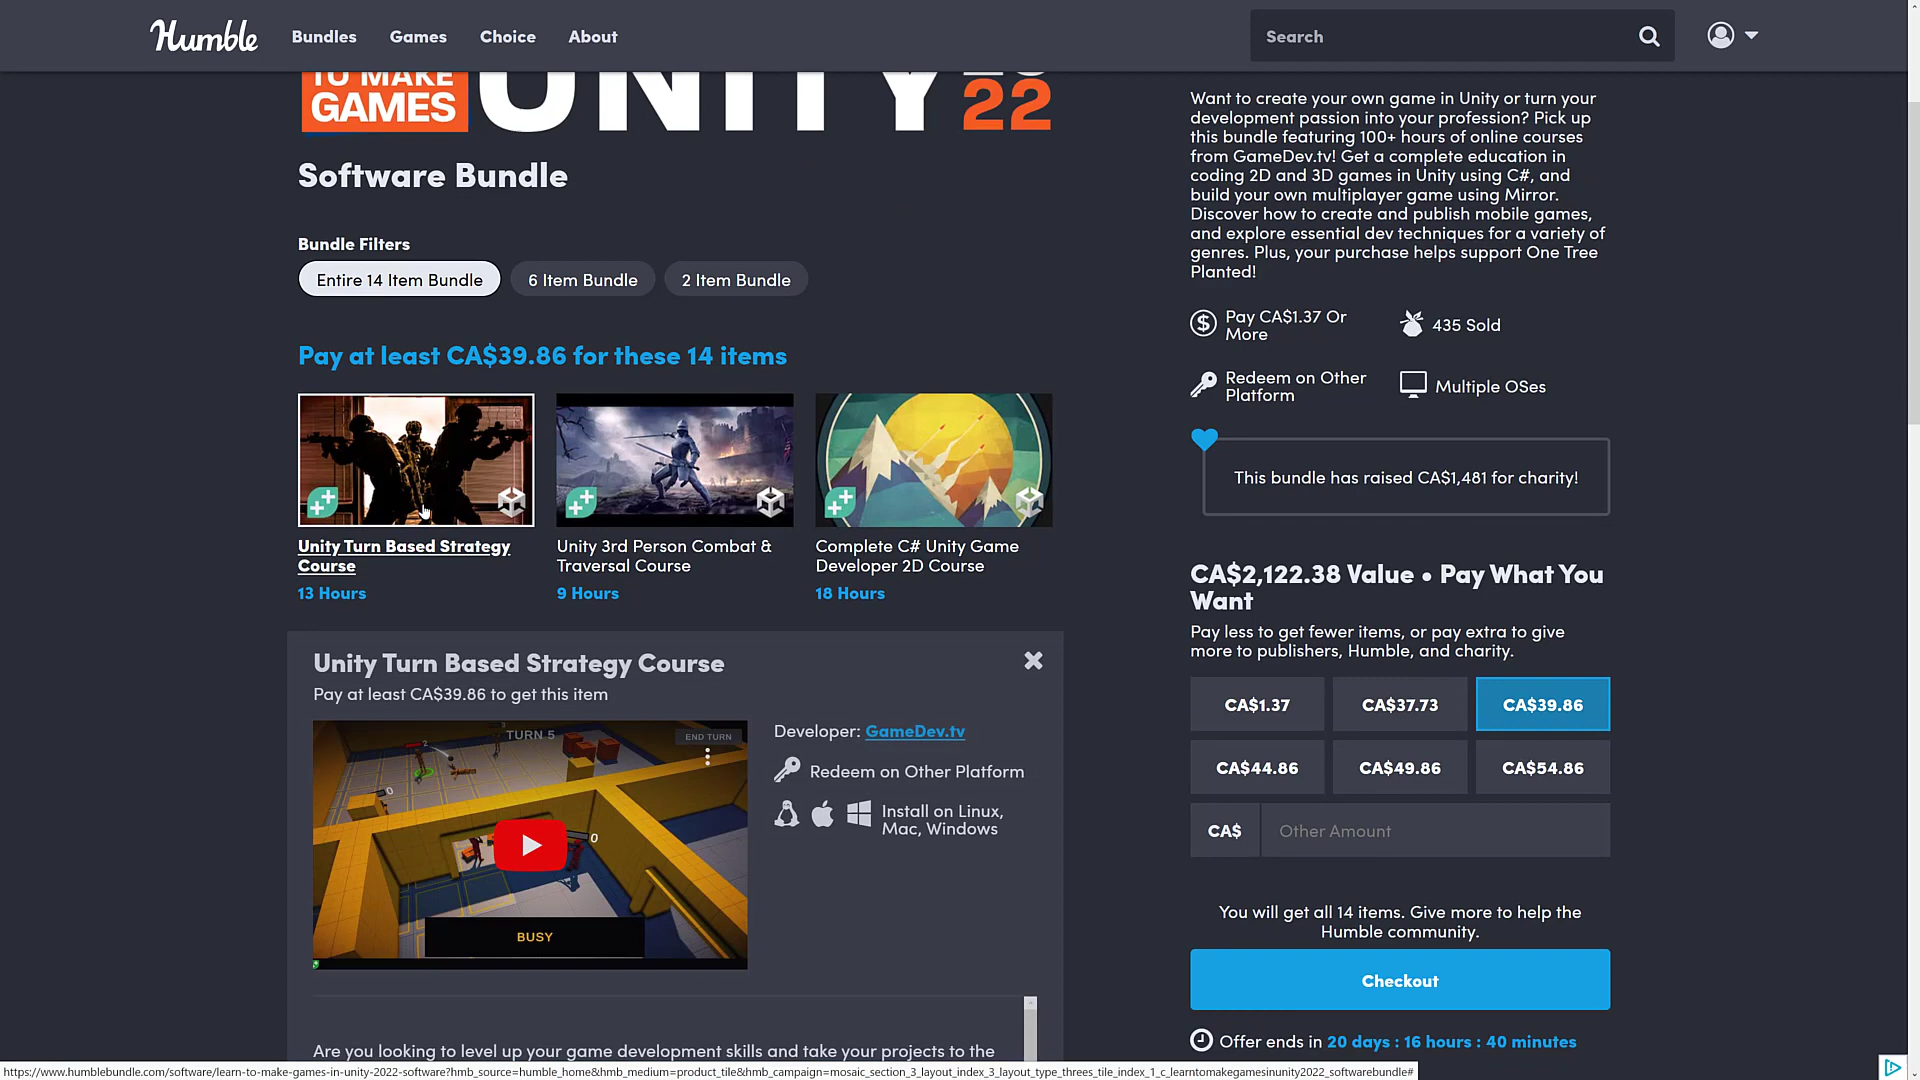 Humble
Bundles
Games
Choice
About
Search
TO MAKE
GAMES
UNITY
22
Software Bundle
Bundle Filters
Entire 14 Item Bundle
6 Item Bundle
2 Item Bundle
Pay at least CA$39.86 for these 14 items
Unity Turn Based Strategy
Course
13 Hours
Unity 3rd Person Combat &
Traversal Course
9 Hours
Complete C# Unity Game
Developer 2D Course
18 Hours
Unity Turn Based Strategy Course
Pay at least CA$39.86 to get this item
TURN 5
END TURN
2
0
0
BUSY
Developer: GameDev.tv
Redeem on Other Platform
Install on Linux,
Mac, Windows
Are you looking to level up your game development skills and take your projects to the
Want to create your own game in Unity or turn your
development passion into your profession? Pick up
this bundle featuring 100+ hours of online courses
from GameDev.tv! Get a complete education in
coding 2D and 3D games in Unity using C#, and
build your own multiplayer game using Mirror.
Discover how to create and publish mobile games,
and explore essential dev techniques for a variety of
genres. Plus, your purchase helps support One Tree
Planted!
Pay CA$1.37 Or
More
435 Sold
Redeem on Other
Platform
Multiple OSes
This bundle has raised CA$1,481 for charity!
CA$2,122.38 Value • Pay What You
Want
Pay less to get fewer items, or pay extra to give
more to publishers, Humble, and charity.
CA$1.37
CA$37.73
CA$39.86
CA$44.86
CA$49.86
CA$54.86
CA$
Other Amount
You will get all 14 items. Give more to help the
Humble community.
Checkout
Offer ends in 20 days : 16 hours : 40 minutes
https://www.humblebundle.com/software/learn-to-make-games-in-unity-2022-software?hmb_source=humble_home&hmb_medium=product_tile&hmb_campaign=mosaic_section_3_layout_index_3_layout_type_threes_tile_index_1_c_learntomakegamesinunity2022_softwarebundle#